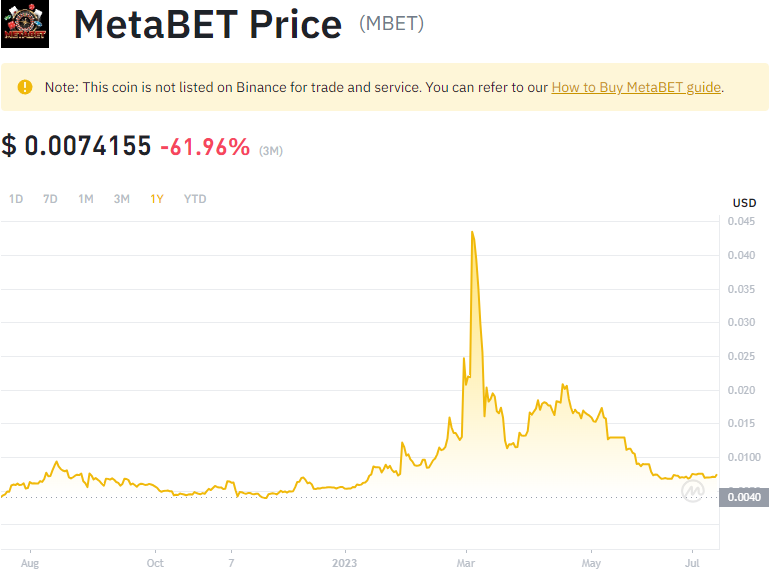 METABET
MetaBET Price (MBET)
Note: This coin is not listed on Binance for trade and service. You can refer to our How to Buy MetaBET guide.
$ 0.0074155 -61.96% (3M)
1D 7D 1M 3M 1Y YTD
USD
0.045
0.040
0.035
0.030
0.025
0.020
0.015
0.0100
0.0040
Aug Oct 7 2023 Mar May Jul